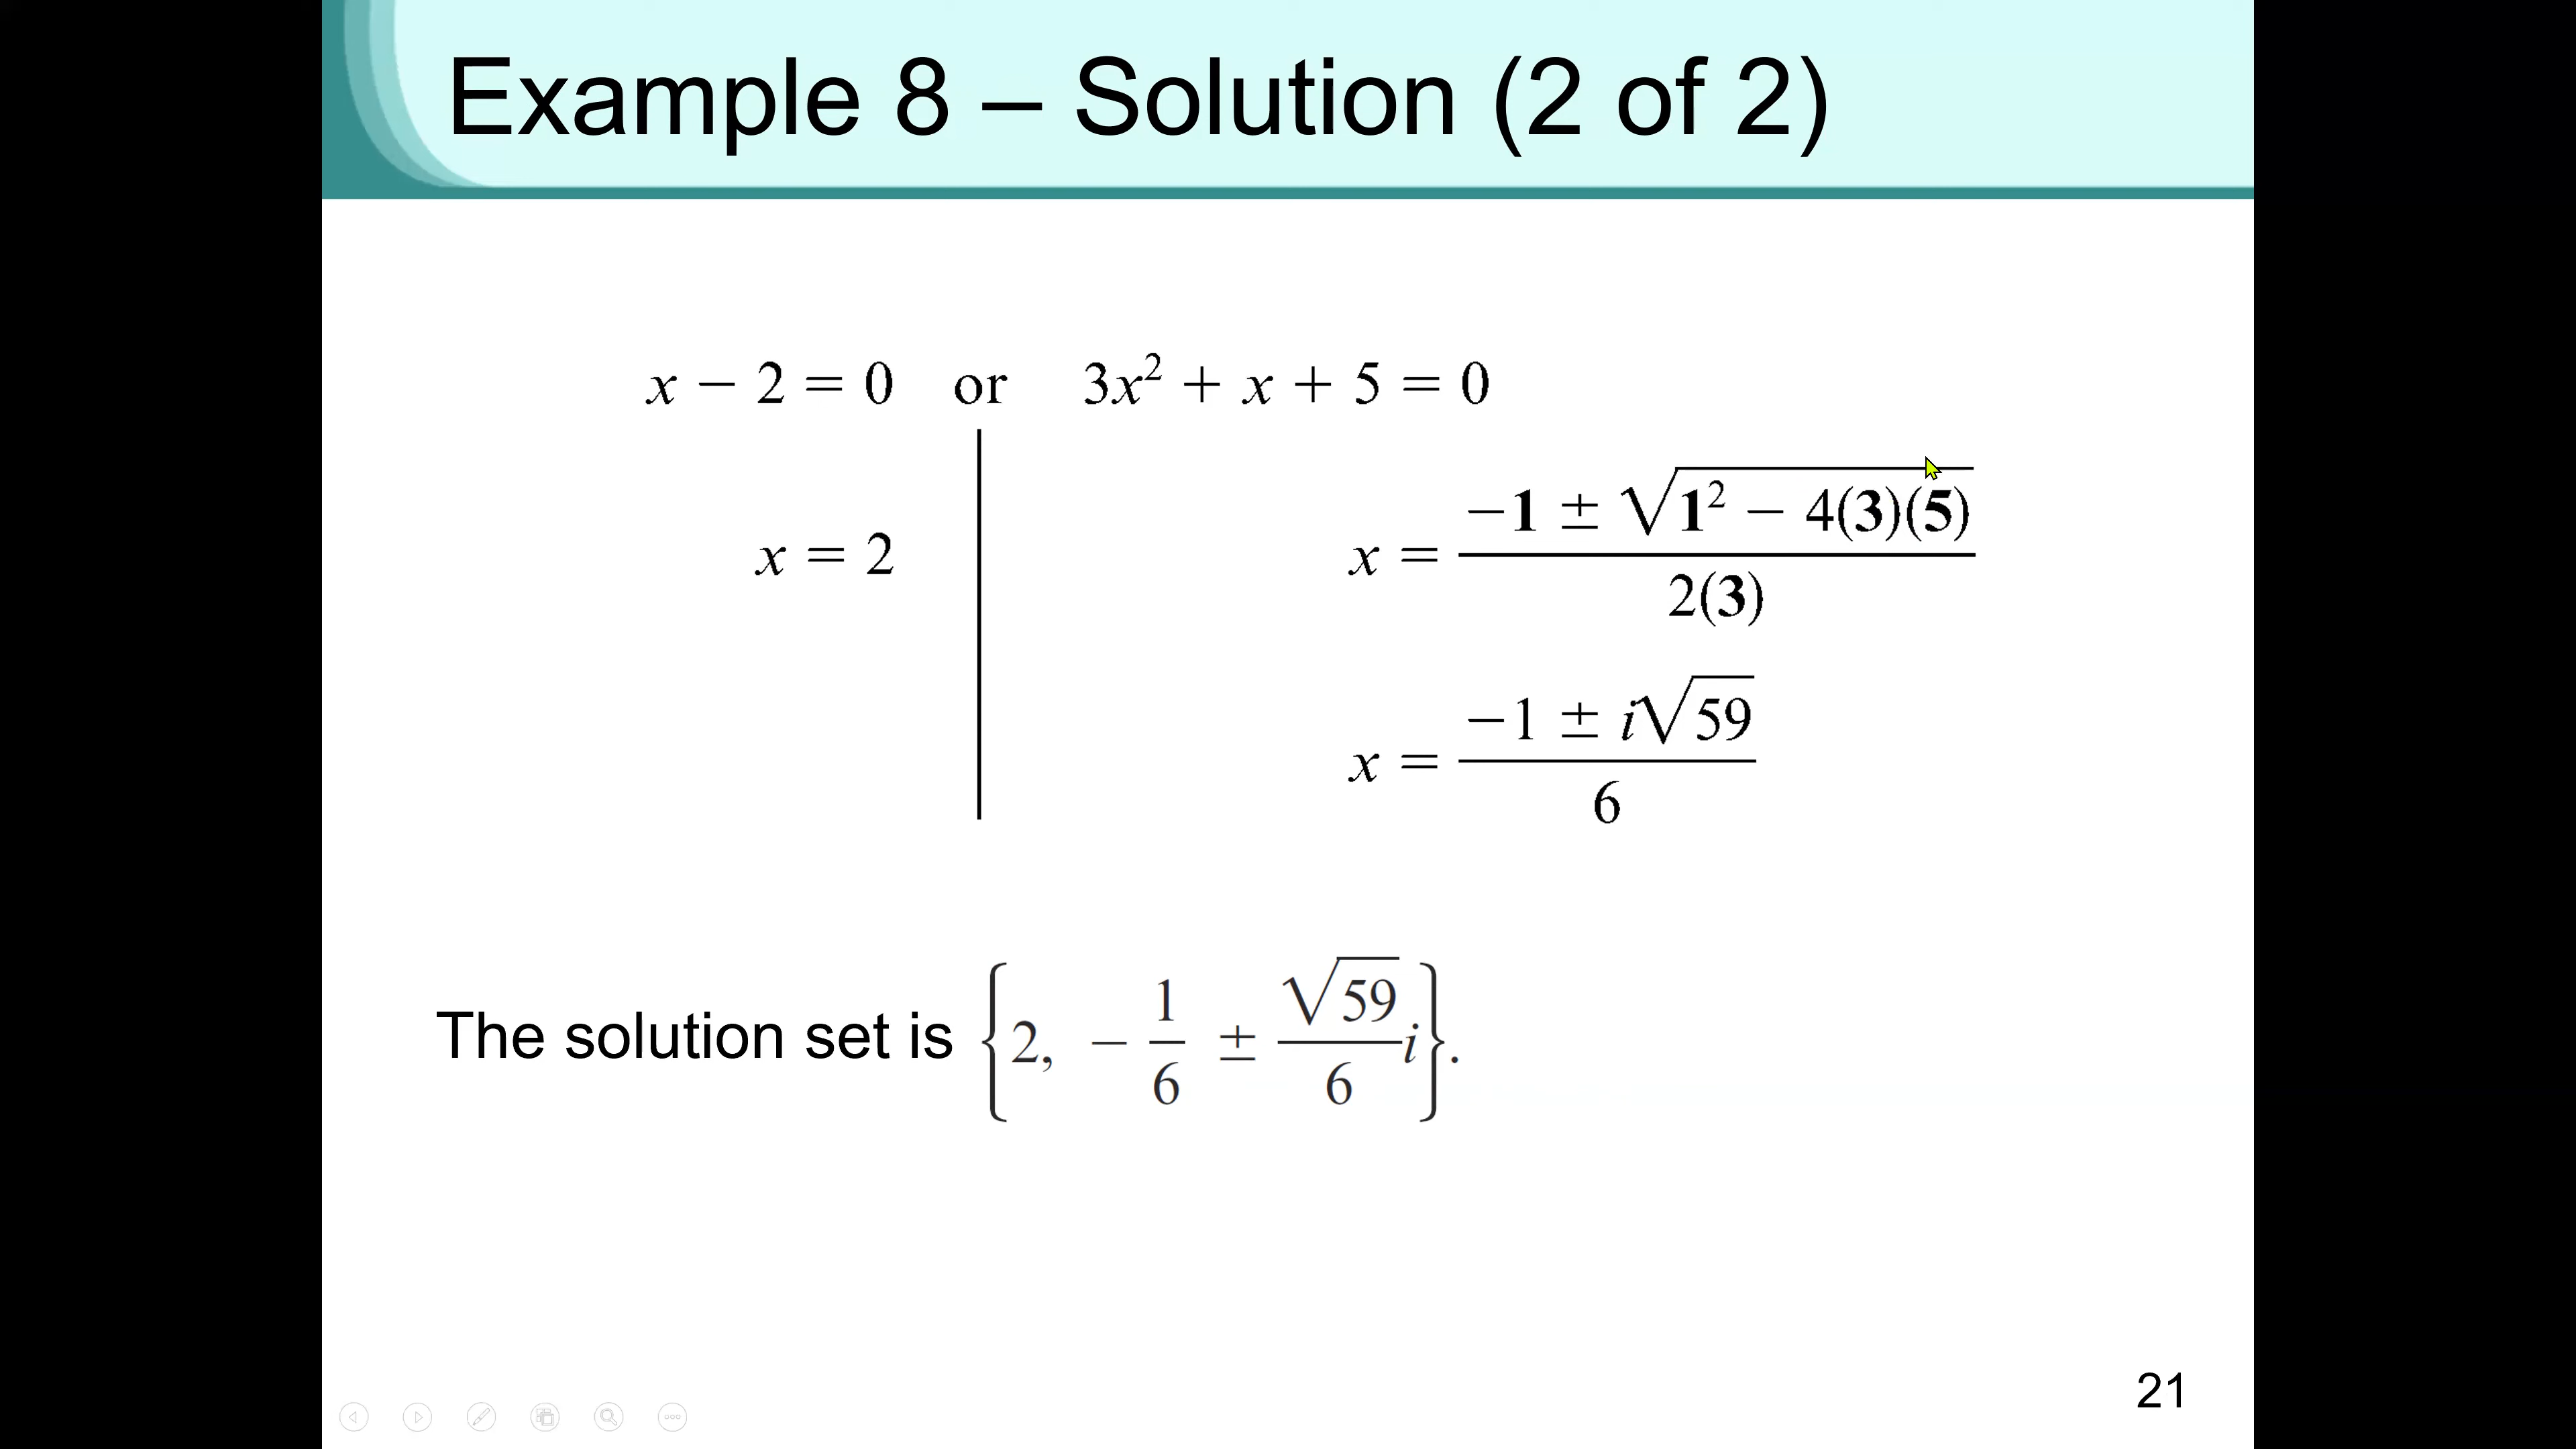 Example 8 – Solution (2 of 2)
x − 2 = 0 or 3x² + x + 5 = 0
x = 2
x = (−1 ± √(1² − 4(3)(5))) / 2(3)
x = (−1 ± i√59) / 6
The solution set is {2, −1/6 ± √59/6 i}.
21